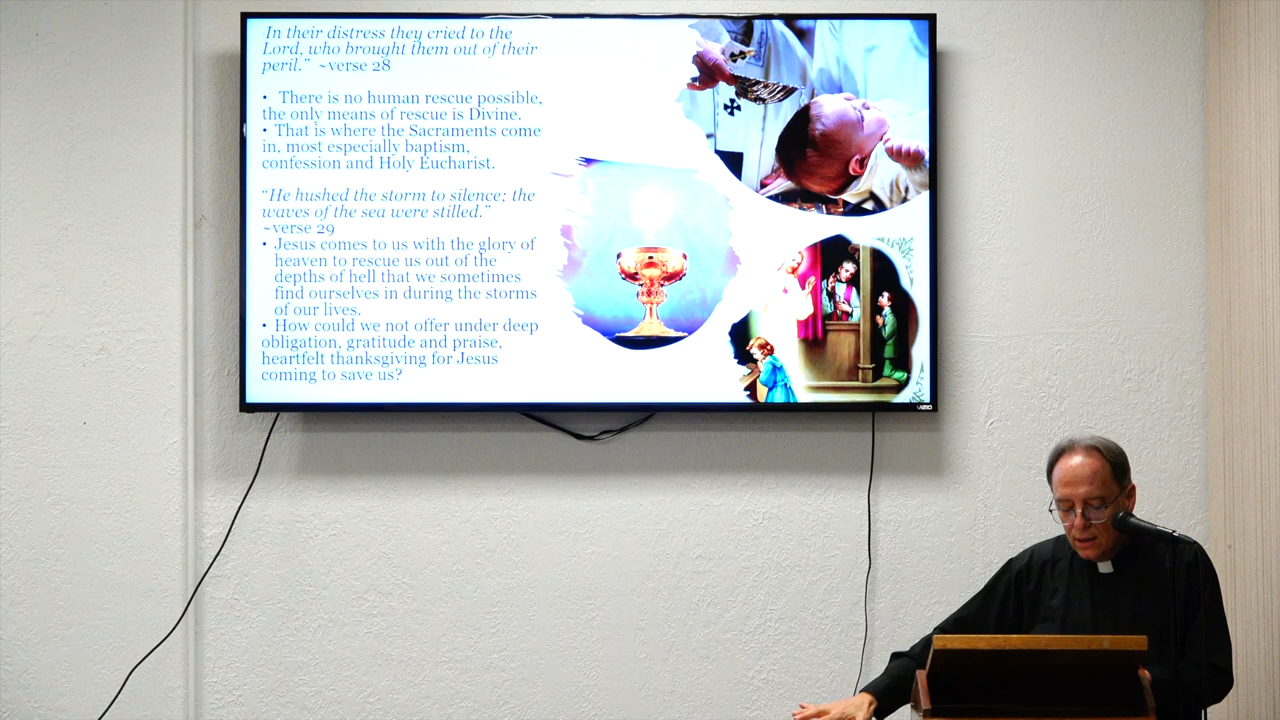 In their distress they cried to the
Lord, who brought them out of their
peril.” ~verse 28
• There is no human rescue possible,
the only means of rescue is Divine.
• That is where the Sacraments come
in, most especially baptism,
confession and Holy Eucharist.
“He hushed the storm to silence; the
waves of the sea were stilled.”
~verse 29
• Jesus comes to us with the glory of
heaven to rescue us out of the
depths of hell that we sometimes
find ourselves in during the storms
of our lives.
• How could we not offer under deep
obligation, gratitude and praise,
heartfelt thanksgiving for Jesus
coming to save us?
VIZIO